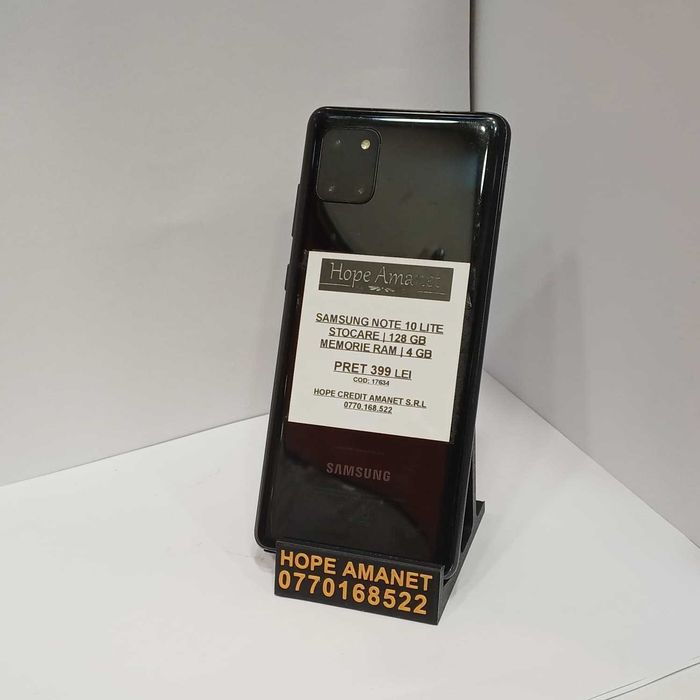 Hope Amanet
SAMSUNG NOTE 10 LITE
STOCARE | 128 GB
MEMORIE RAM | 4 GB
PRET 399 LEI
COD: 17634
HOPE CREDIT AMANET S.R.L
0770.168.522
SAMSUNG
HOPE AMANET
0770168522